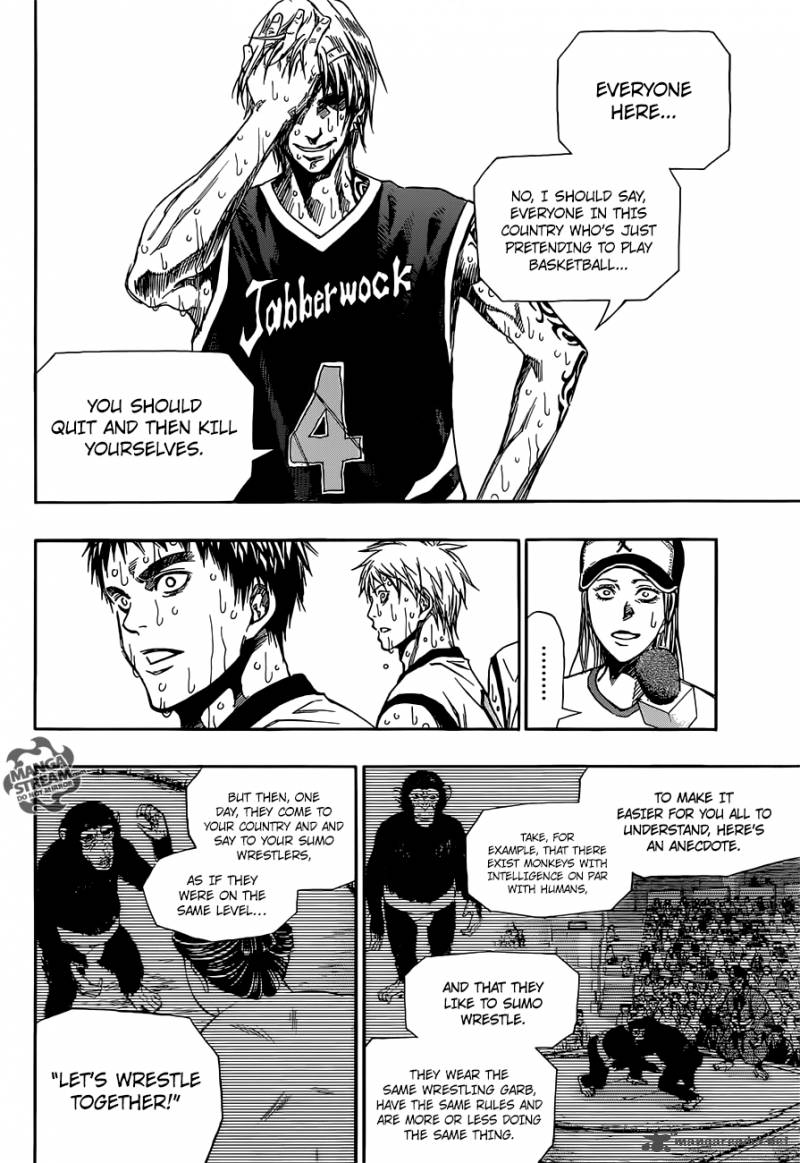 EVERYONE
HERE...
NO, I SHOULD SAY,
EVERYONE IN THIS
COUNTRY WHO'S JUST
PRETENDING TO PLAY
BASKETBALL...
Jabberwock
4
YOU SHOULD
QUIT AND THEN KILL
YOURSELVES.
.........
TO MAKE IT
EASIER FOR YOU ALL TO
UNDERSTAND, HERE'S
AN ANECDOTE.
TAKE, FOR
EXAMPLE, THAT THERE
EXIST MONKEYS WITH
INTELLIGENCE ON PAR
WITH HUMANS,
AND THAT THEY
LIKE TO SUMO
WRESTLE.
THEY WEAR THE
SAME WRESTLING GARB,
HAVE THE SAME RULES AND
ARE MORE OR LESS DOING
THE SAME THING.
BUT THEN, ONE
DAY, THEY COME TO
YOUR COUNTRY AND AND
SAY TO YOUR SUMO
WRESTLERS,
AS IF THEY
WERE ON THE
SAME LEVEL...
"LET'S WRESTLE
TOGETHER!"
MANGA
STREAM
DO NOT MIRROR
mangareader.net